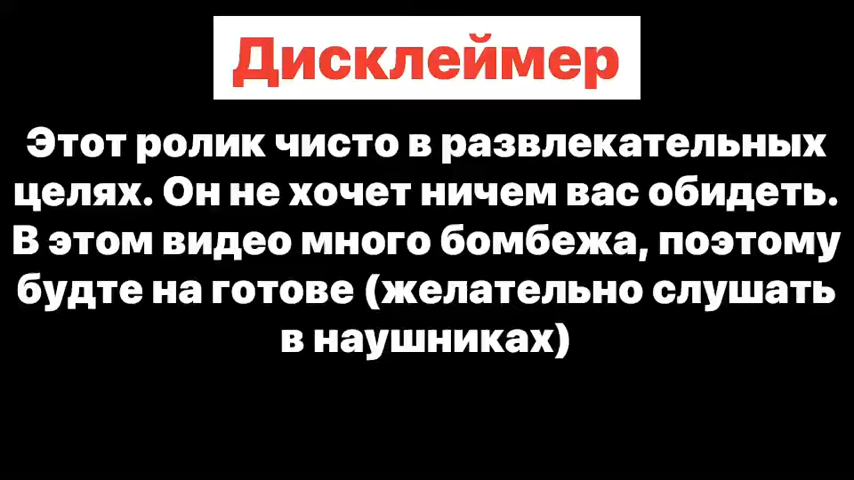 Дисклеймер
Этот ролик чисто в развлекательных
целях. Он не хочет ничем вас обидеть.
В этом видео много бомбежа, поэтому
будте на готове (желательно слушать
в наушниках)